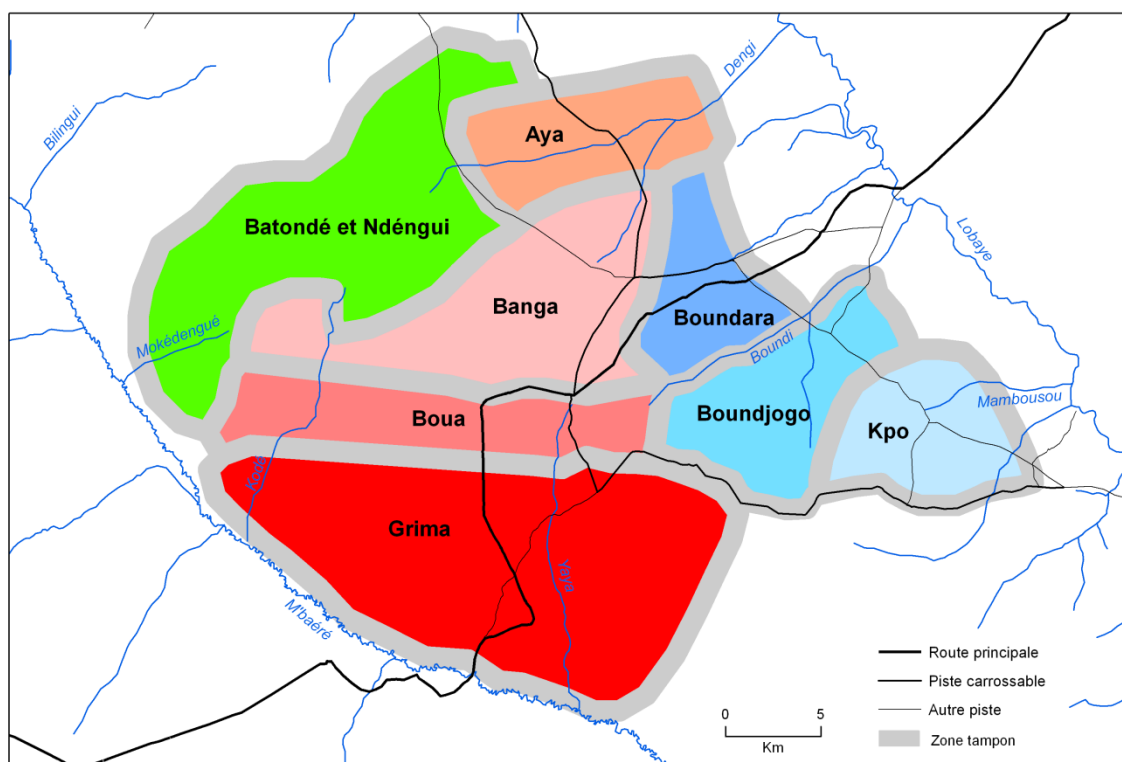 Dengi
Bilingui
Aya
Batondé et Ndéngui
Lobaye
Banga
Boundara
Mokédengué
Boundi
Mambousou
Boua
Boundjogo
Kpo
Kodé
Grima
Yaya
M'baéré
Route principale
Piste carrossable
Autre piste
Zone tampon
0 5
Km